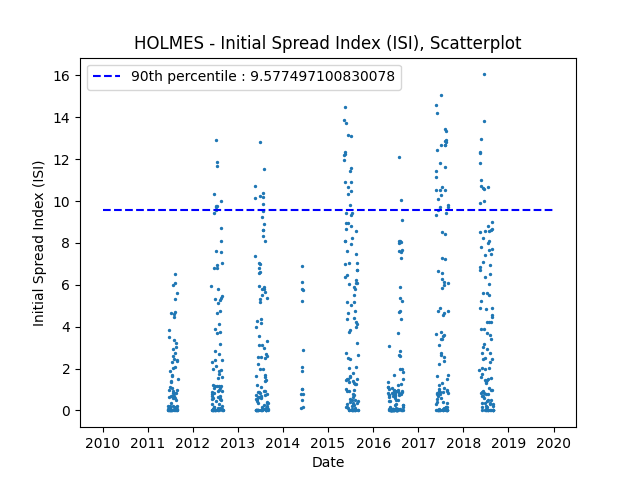 HOLMES - Initial Spread Index (ISI), Scatterplot
90th percentile : 9.577497100830078
16
14
12
10
8
6
4
2
0
Initial Spread Index (ISI)
2010 2011 2012 2013 2014 2015 2016 2017 2018 2019 2020
Date